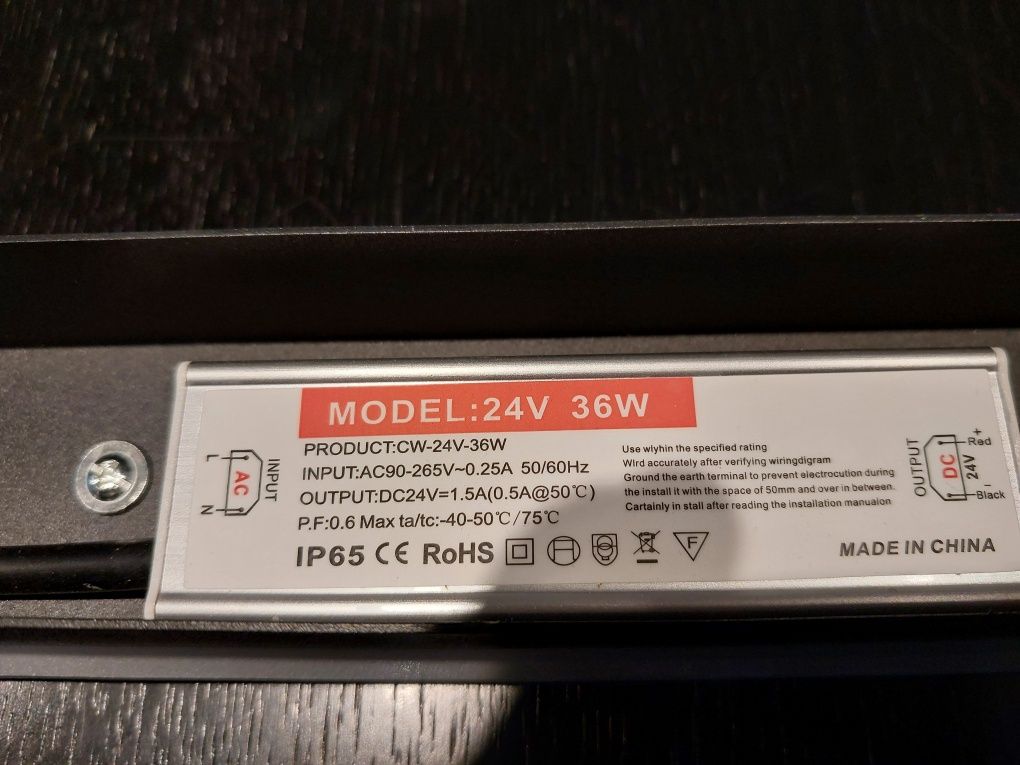 MODEL:24V 36W
PRODUCT:CW-24V-36W
INPUT:AC90-265V~0.25A 50/60Hz
OUTPUT:DC24V=1.5A(0.5A@50℃)
P.F:0.6 Max ta/tc:-40-50℃/75℃
IP65 CE RoHS
F
L
N
AC
INPUT
Use wlyhin the specified rating
Wird accurately after verifying wiringdigram
Ground the earth terminal to prevent electrocution during
the install it with the space of 50mm and over in between.
Cartainly in stall after reading the installation manuaion
OUTPUT
DC
24V
+
Red
-
Black
MADE IN CHINA